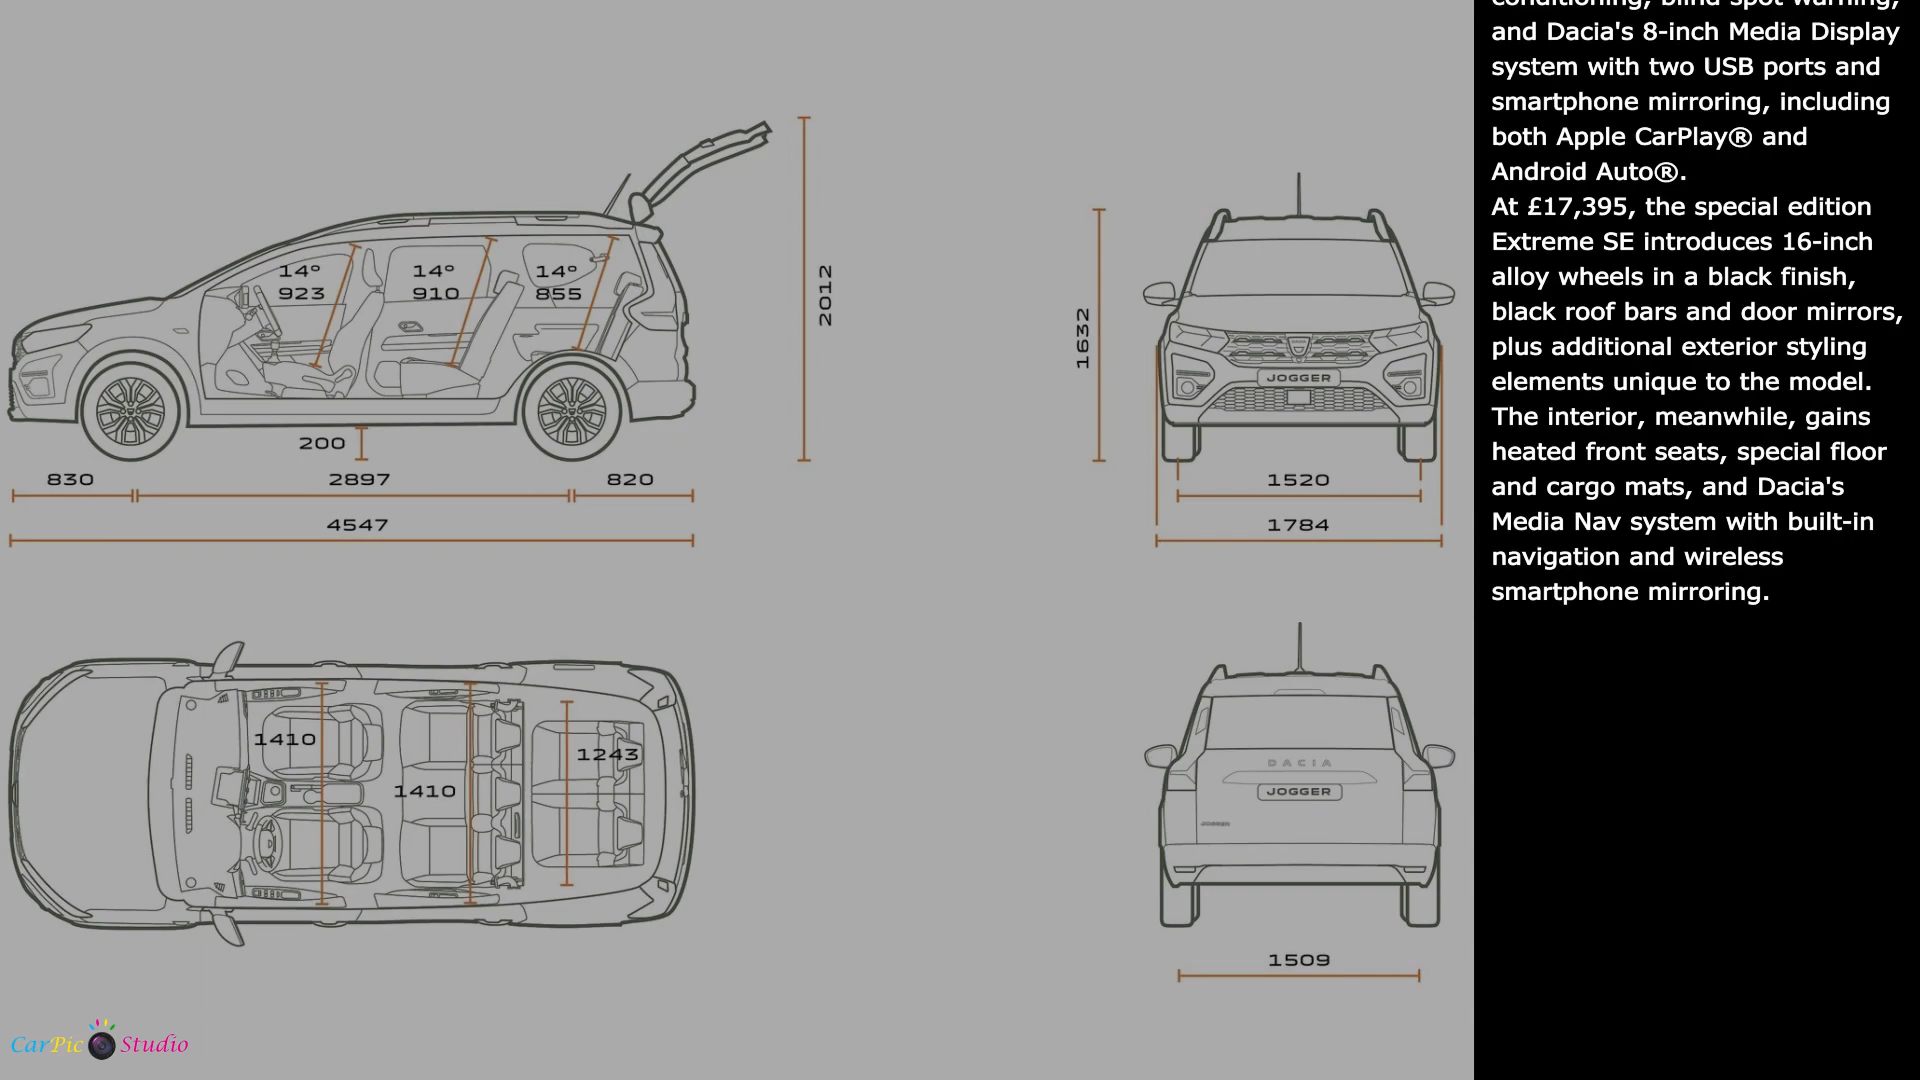 2012
14° 14° 14°
923 910 855
200
830 2897 820
4547
1632
JOGGER
1520
1784
1410
1410
1243
DACIA
JOGGER
JOGGER
1509
CarPic Studio
conditioning, blind spot warning,
and Dacia's 8-inch Media Display
system with two USB ports and
smartphone mirroring, including
both Apple CarPlay® and
Android Auto®.
At £17,395, the special edition
Extreme SE introduces 16-inch
alloy wheels in a black finish,
black roof bars and door mirrors,
plus additional exterior styling
elements unique to the model.
The interior, meanwhile, gains
heated front seats, special floor
and cargo mats, and Dacia's
Media Nav system with built-in
navigation and wireless
smartphone mirroring.